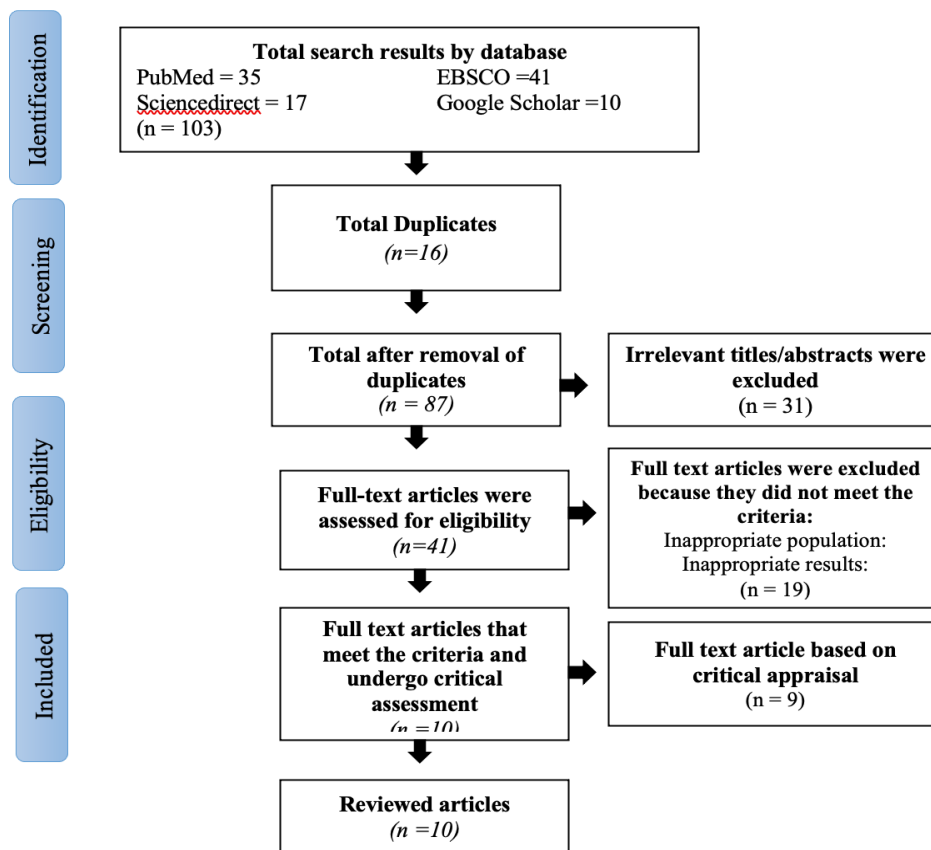 Identification
Total search results by database
PubMed = 35 EBSCO =41
Sciencedirect = 17 Google Scholar =10
(n = 103)
Screening
Total Duplicates
(n=16)
Total after removal of
duplicates
(n = 87)
Irrelevant titles/abstracts were
excluded
(n = 31)
Eligibility
Full-text articles were
assessed for eligibility
(n=41)
Full text articles were excluded
because they did not meet the
criteria:
Inappropriate population:
Inappropriate results:
(n = 19)
Included
Full text articles that
meet the criteria and
undergo critical
assessment
(n =10)
Full text article based on
critical appraisal
(n = 9)
Reviewed articles
(n =10)